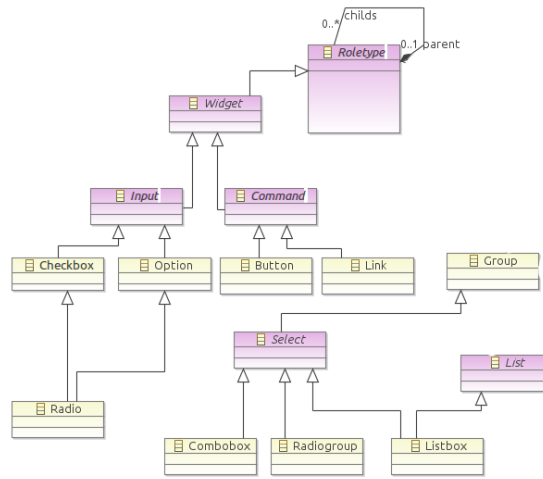 childs
0..*
0..1 parent
Roletype
Widget
Input
Command
Checkbox
Option
Button
Link
Group
Select
List
Radio
Combobox
Radiogroup
Listbox